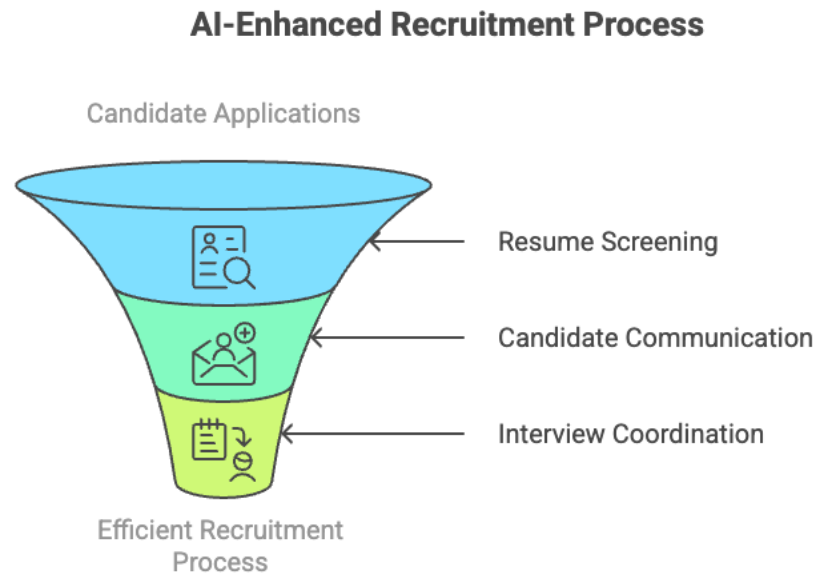 AI-Enhanced Recruitment Process
Candidate Applications
Resume Screening
Candidate Communication
Interview Coordination
Efficient Recruitment
Process